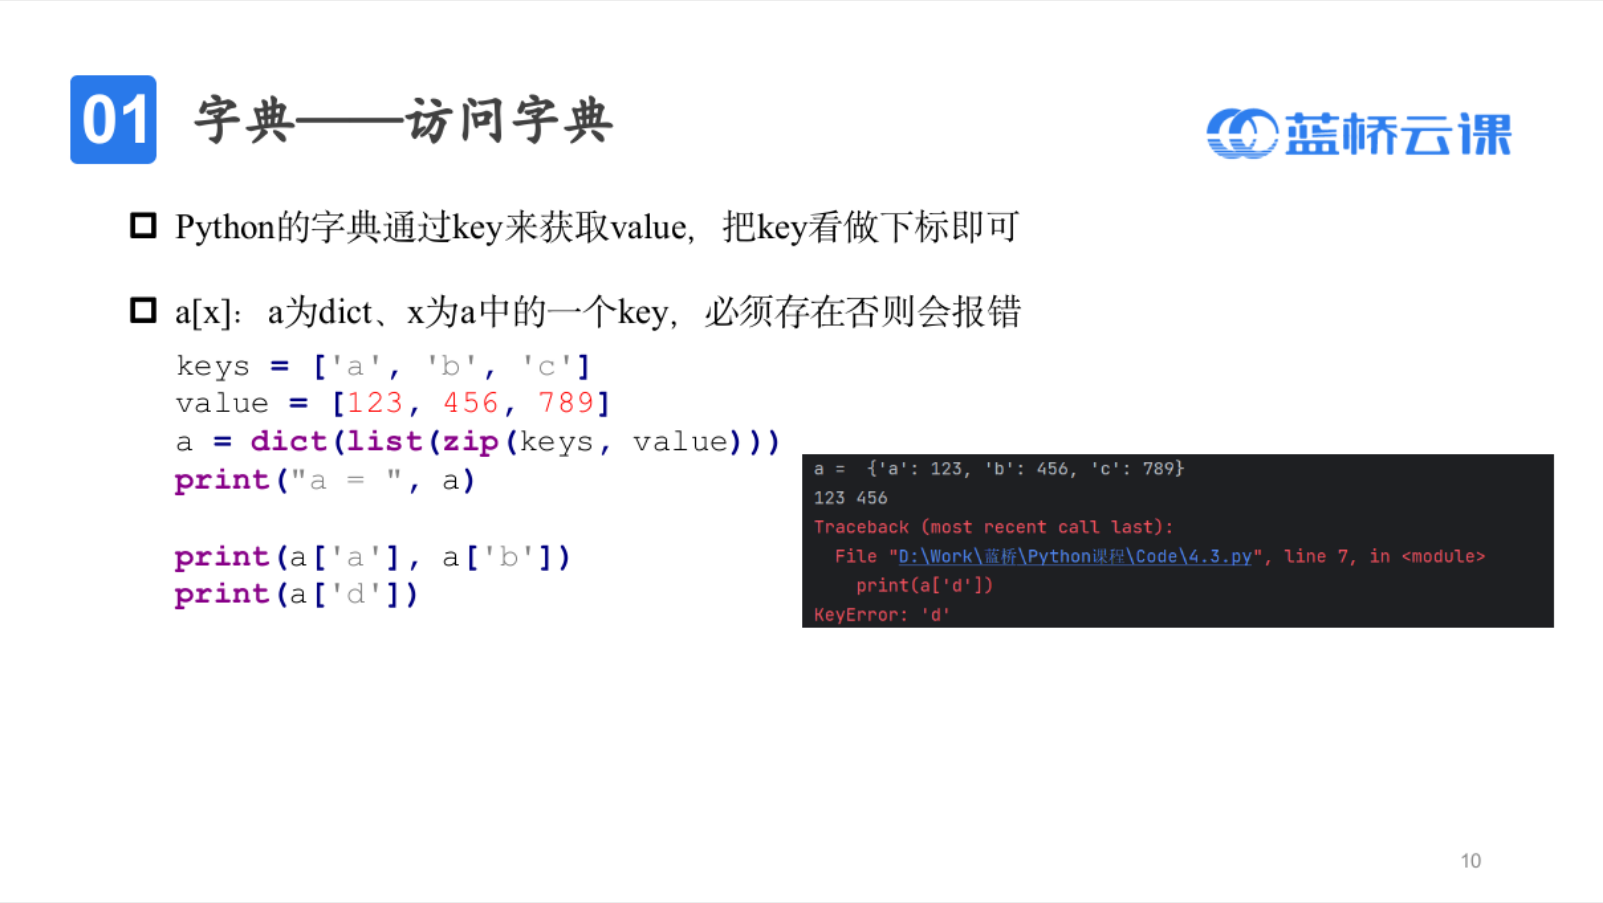 01 字典——访问字典
蓝桥云课
Python的字典通过key来获取value，把key看做下标即可
a[x]：a为dict、x为a中的一个key，必须存在否则会报错
keys = ['a', 'b', 'c']
value = [123, 456, 789]
a = dict(list(zip(keys, value)))
print("a = ", a)
print(a['a'], a['b'])
print(a['d'])
a =  {'a': 123, 'b': 456, 'c': 789}
123 456
Traceback (most recent call last):
  File "D:\Work\蓝桥\Python课程\Code\4.3.py", line 7, in <module>
    print(a['d'])
KeyError: 'd'
10